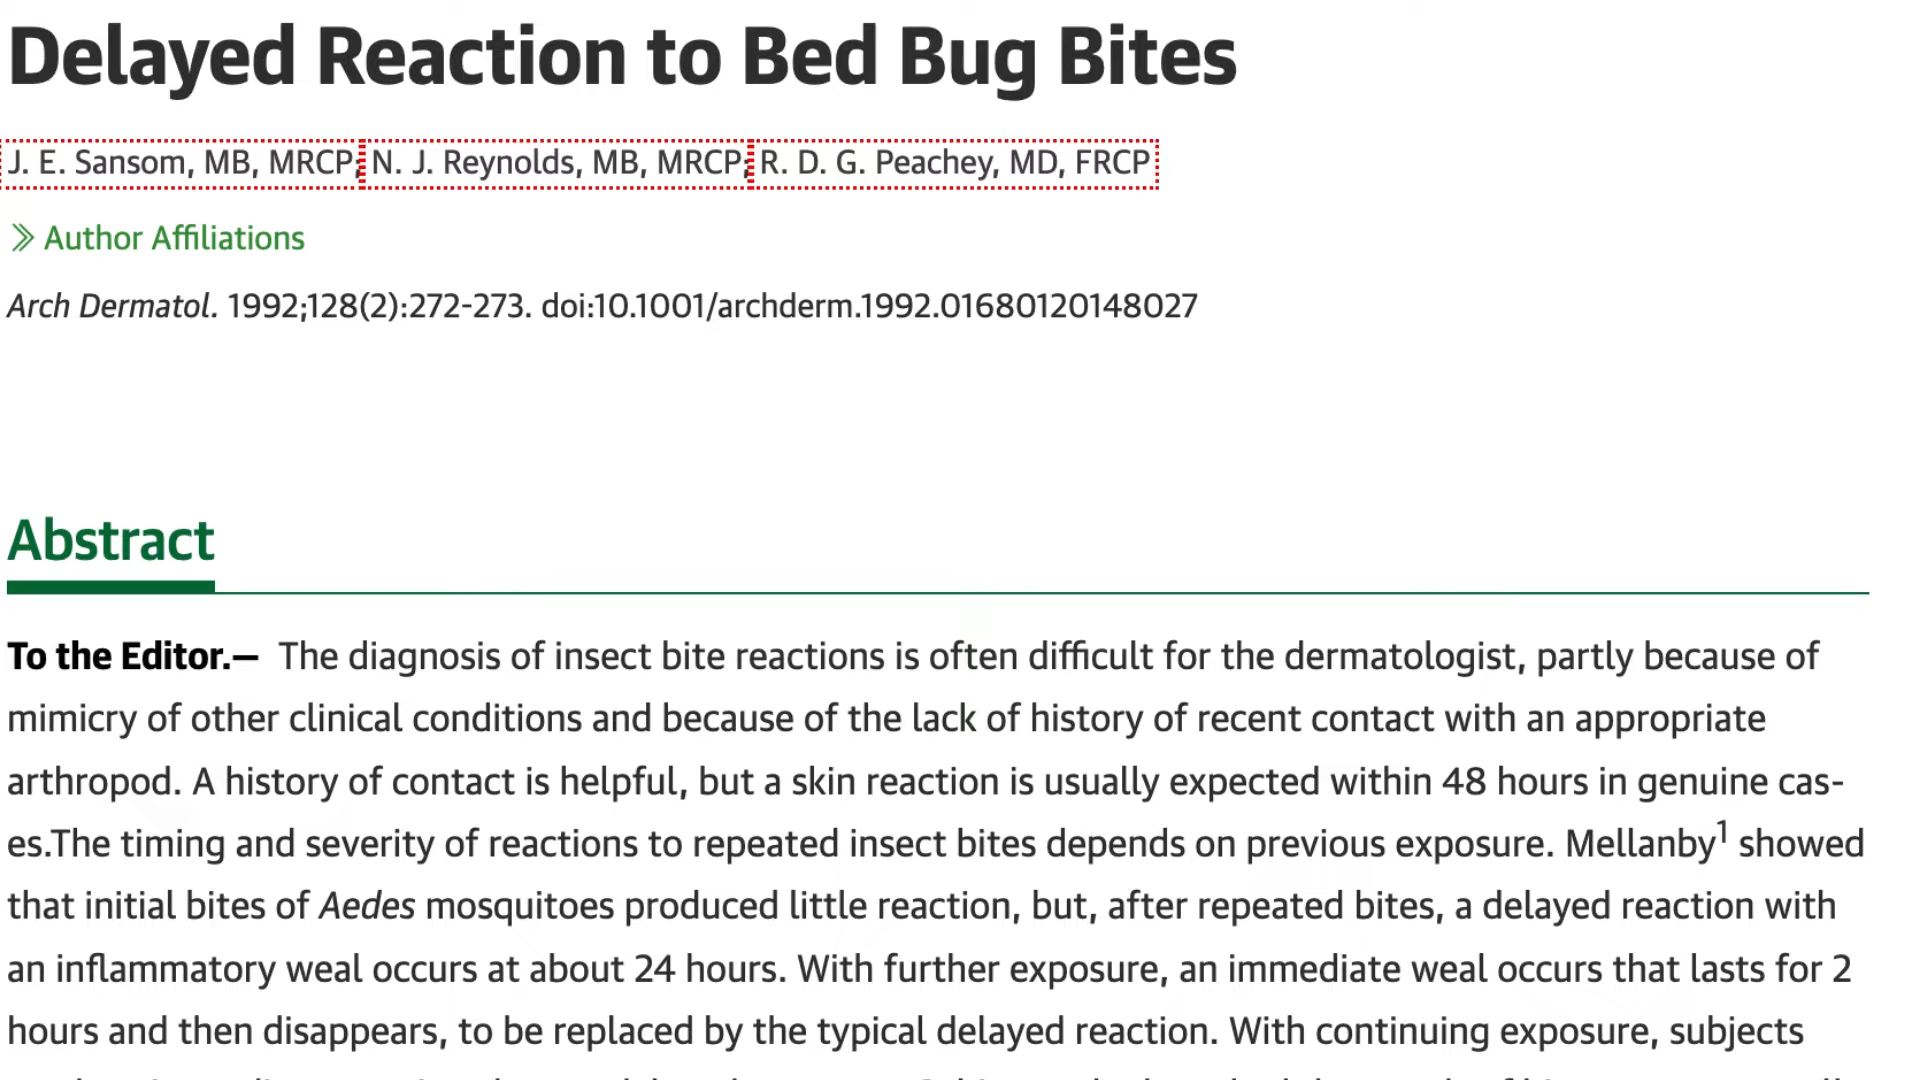 Delayed Reaction to Bed Bug Bites
J. E. Sansom, MB, MRCP; N. J. Reynolds, MB, MRCP; R. D. G. Peachey, MD, FRCP
Author Affiliations
Arch Dermatol. 1992;128(2):272-273. doi:10.1001/archderm.1992.01680120148027
Abstract
To the Editor.— The diagnosis of insect bite reactions is often difficult for the dermatologist, partly because of
mimicry of other clinical conditions and because of the lack of history of recent contact with an appropriate
arthropod. A history of contact is helpful, but a skin reaction is usually expected within 48 hours in genuine cas-
es.The timing and severity of reactions to repeated insect bites depends on previous exposure. Mellanby1 showed
that initial bites of Aedes mosquitoes produced little reaction, but, after repeated bites, a delayed reaction with
an inflammatory weal occurs at about 24 hours. With further exposure, an immediate weal occurs that lasts for 2
hours and then disappears, to be replaced by the typical delayed reaction. With continuing exposure, subjects